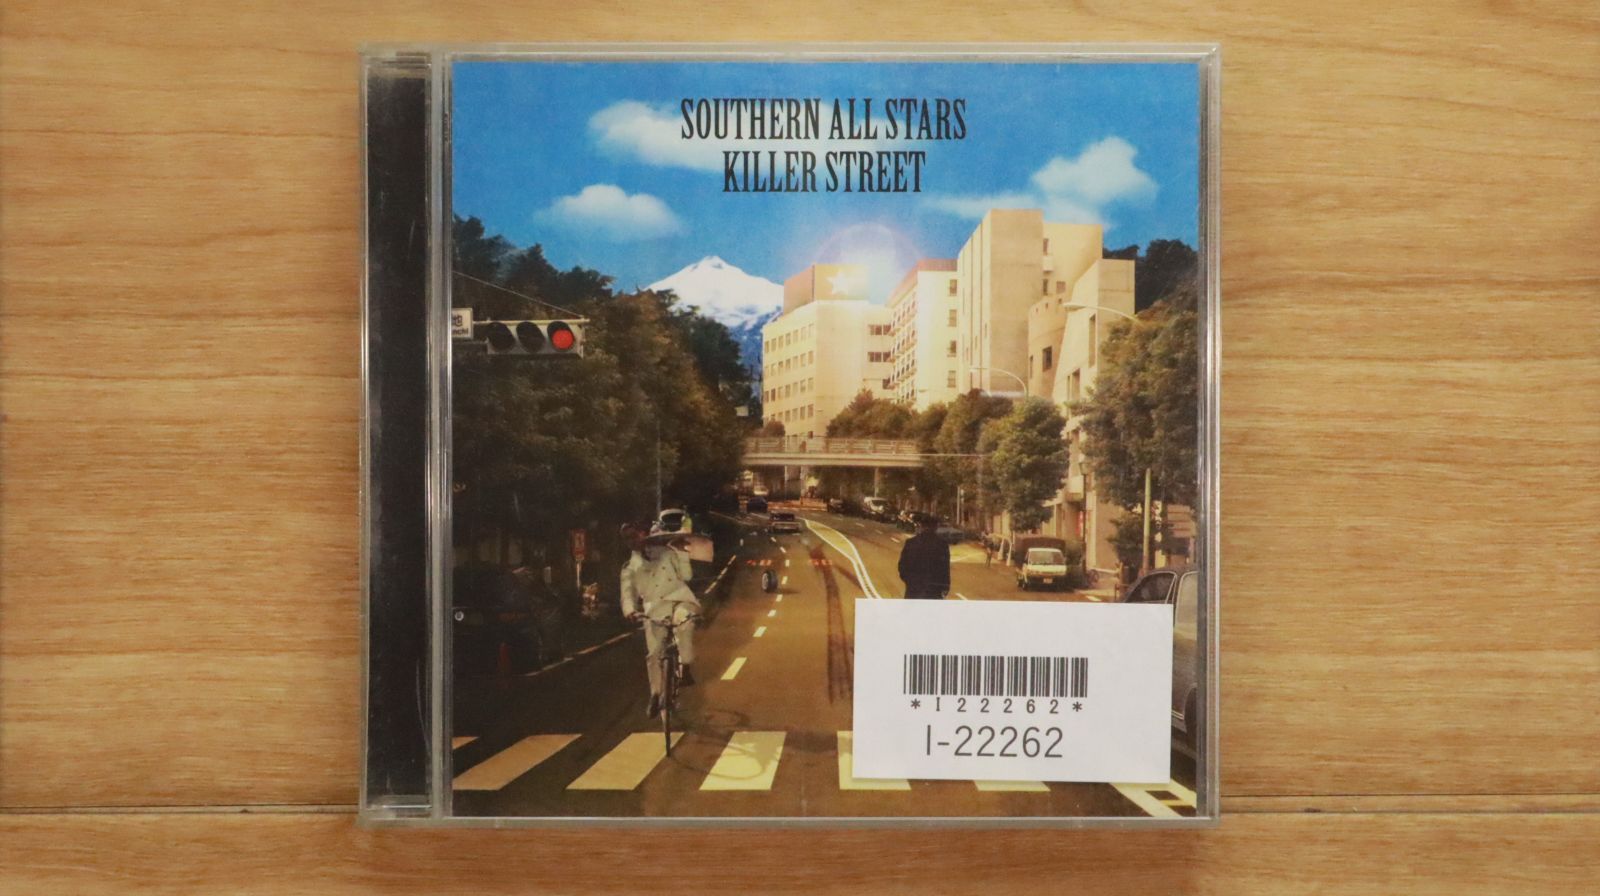 SOUTHERN ALL STARS
KILLER STREET
*I22262*
I-22262